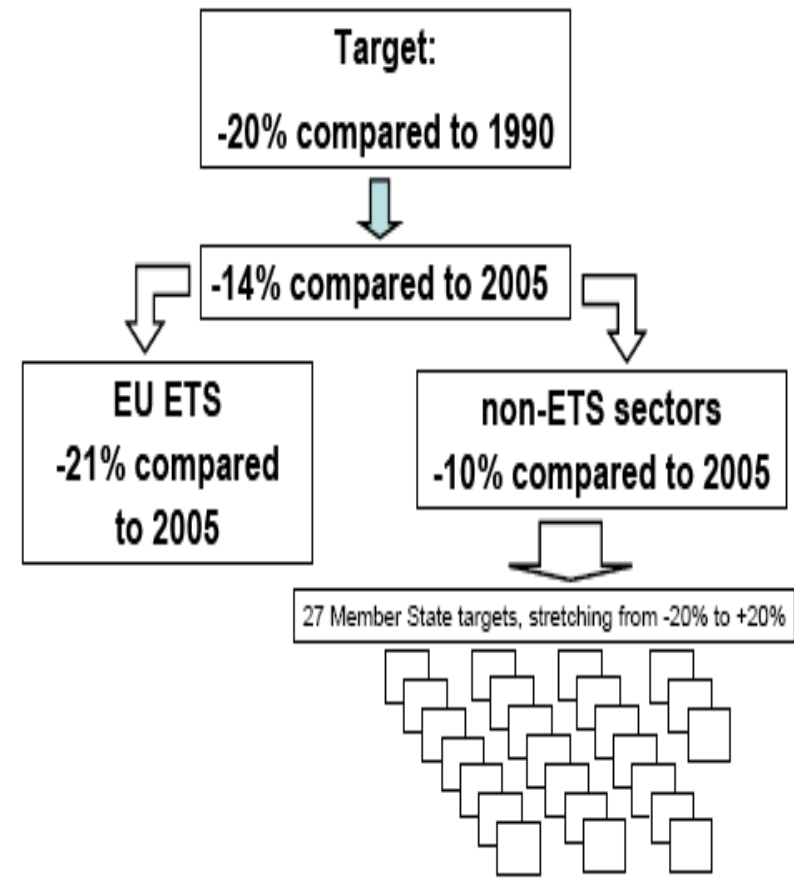 Target:
-20% compared to 1990
-14% compared to 2005
EU ETS
-21% compared
to 2005
non-ETS sectors
-10% compared to 2005
27 Member State targets, stretching from -20% to +20%